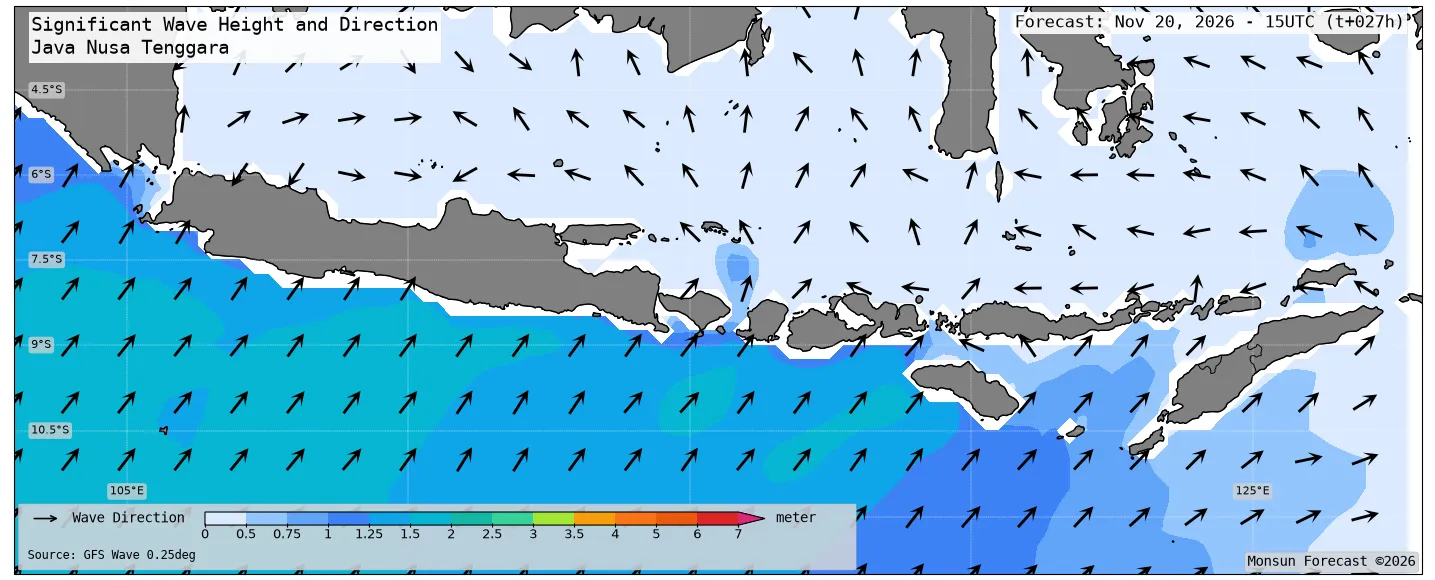 Significant Wave Height and Direction
Java Nusa Tenggara
Forecast: Nov 20, 2026 - 15UTC (t+027h)
4.5°S
6°S
7.5°S
9°S
10.5°S
105°E
125°E
Wave Direction
0 0.5 0.75 1 1.25 1.5 2 2.5 3 3.5 4 5 6 7
meter
Source: GFS Wave 0.25deg
Monsun Forecast ©2026